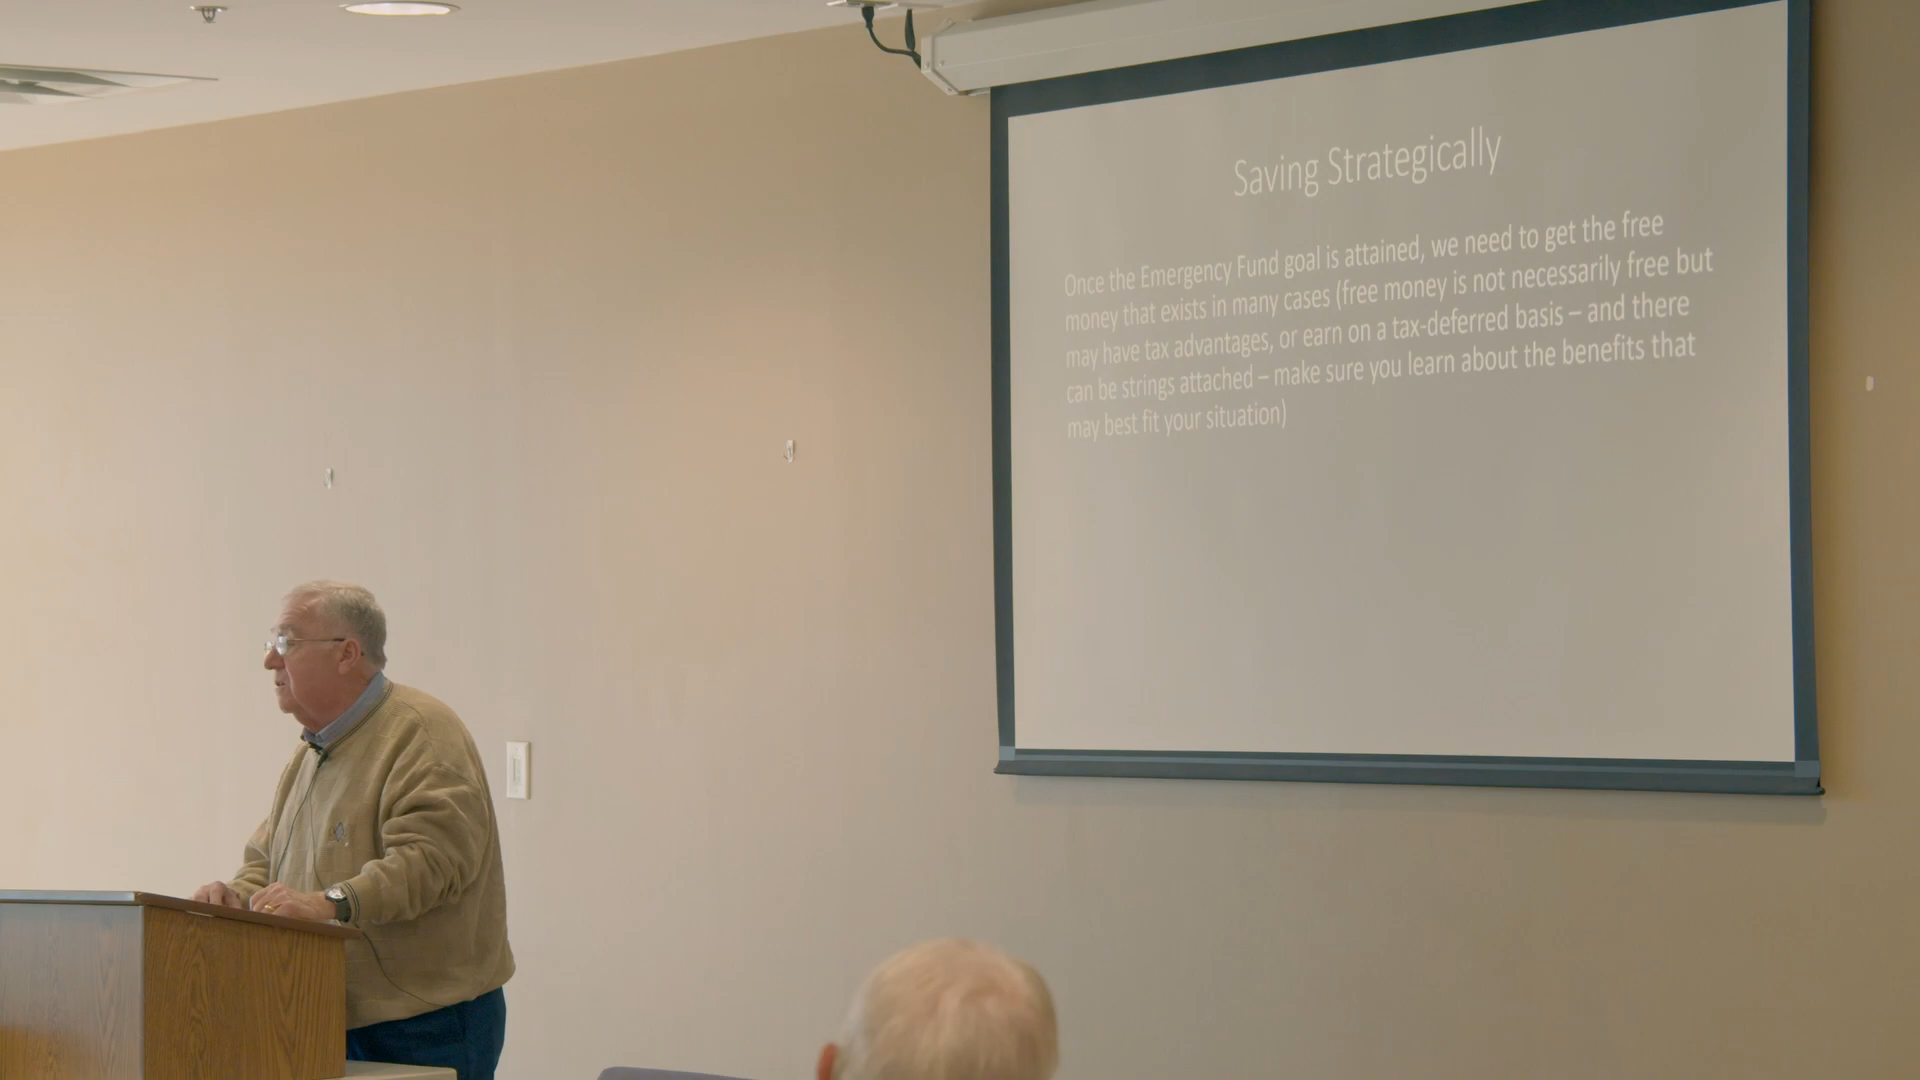 Saving Strategically
Once the Emergency Fund goal is attained, we need to get the free
money that exists in many cases (free money is not necessarily free but
may have tax advantages, or earn on a tax-deferred basis – and there
can be strings attached – make sure you learn about the benefits that
may best fit your situation)